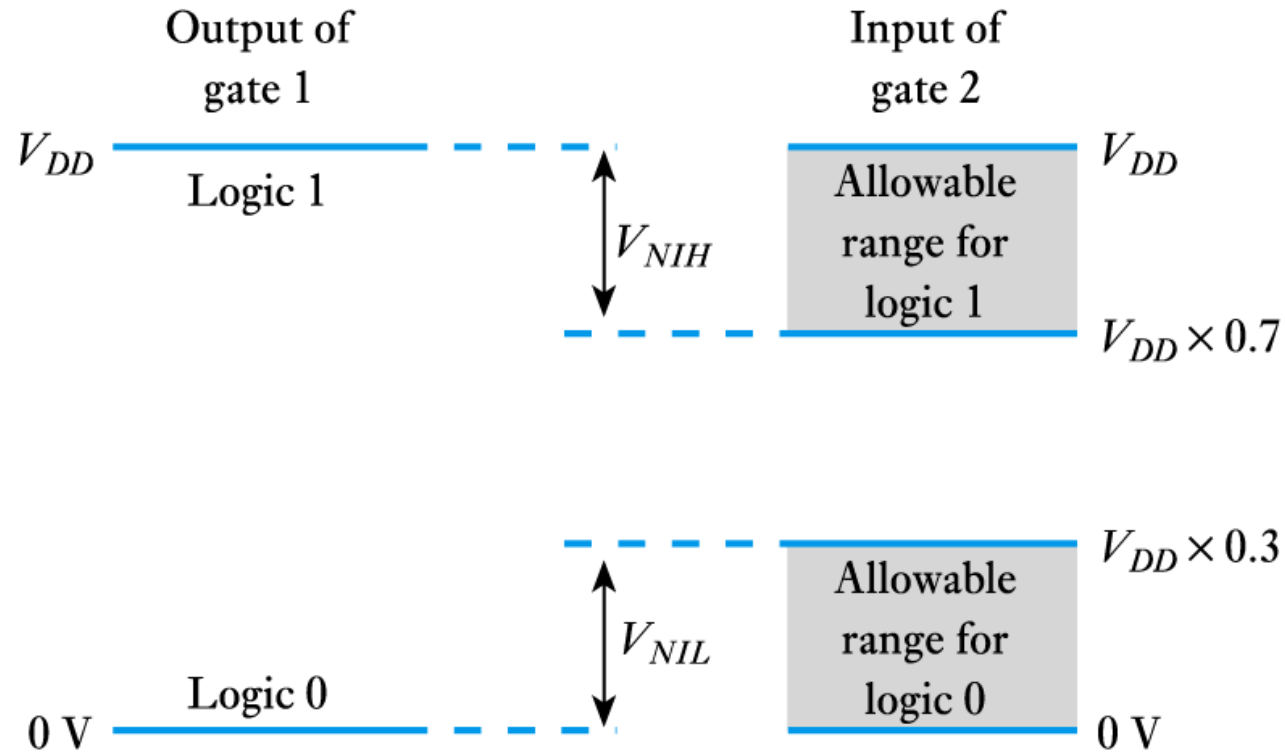 Output of
gate 1
Input of
gate 2
V_DD
Logic 1
V_NIH
Allowable
range for
logic 1
V_DD
V_DD × 0.7
V_NIL
Allowable
range for
logic 0
V_DD × 0.3
Logic 0
0 V
0 V